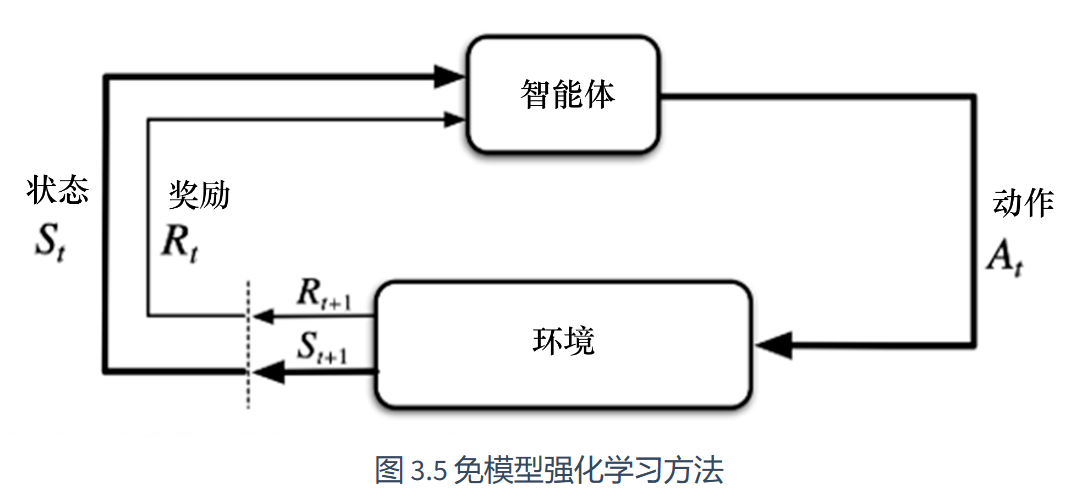 智能体
状态
S_t
奖励
R_t
动作
A_t
R_{t+1}
S_{t+1}
环境
图 3.5 免模型强化学习方法